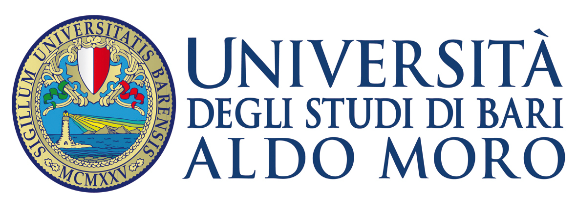 SIGILLUM UNIVERSITATIS BARENSIS
MCMXXV
UNIVERSITÀ
DEGLI STUDI DI BARI
ALDO MORO